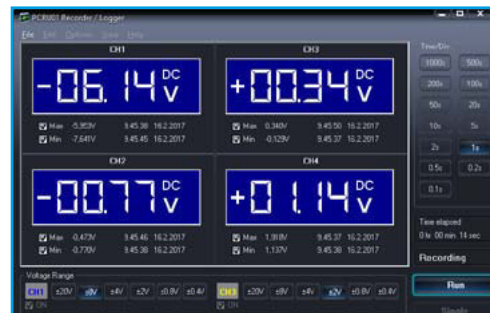 PCRU01 Recorder / Logger
File Edit Options View Help
CH1
-06.14 DC V
Max -5,953V 9.45.38 16.2.2017
Min -7,641V 9.45.45 16.2.2017
CH3
+00.34 DC V
Max 0,340V 9.45.50 16.2.2017
Min -0,129V 9.45.37 16.2.2017
CH2
-00.77 DC V
Max -0,473V 9.45.46 16.2.2017
Min -0,770V 9.45.38 16.2.2017
CH4
+01.14 DC V
Max 1,918V 9.45.37 16.2.2017
Min 1,137V 9.45.38 16.2.2017
Time/Div
1000s 500s
200s 100s
50s 20s
10s 5s
2s 1s
0.5s 0.2s
0.1s
Time elapsed
0 hr 00 min 14 sec
Recording
Run
Single
Voltage Range
CH1 ±20V ±4V ±2V ±0.8V ±0.4V
ON
CH3 ±20V ±8V ±4V ±2V ±0.8V ±0.4V
ON